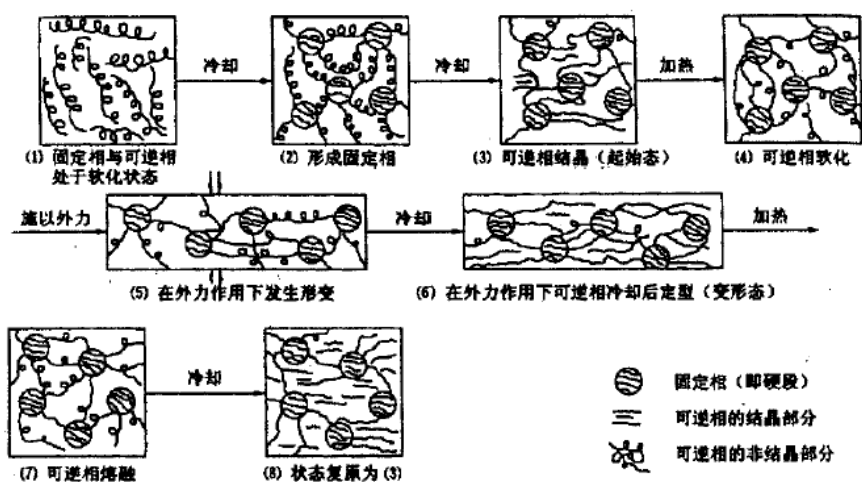 冷却
冷却
加热
(1) 固定相与可逆相
处于软化状态
(2) 形成固定相
(3) 可逆相结晶 (起始态)
(4) 可逆相软化
施以外力
冷却
加热
(5) 在外力作用下发生形变
(6) 在外力作用下可逆相冷却后定型 (变形态)
冷却
(7) 可逆相熔融
(8) 状态复原为 (3)
固定相 (即硬段)
可逆相的结晶部分
可逆相的非结晶部分